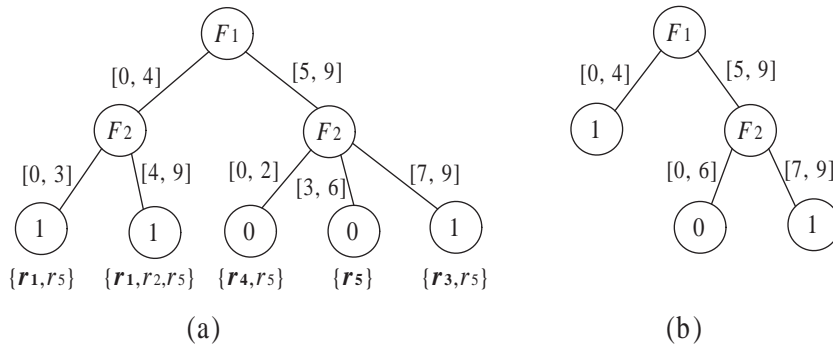 F1 F1
[0, 4] [5, 9] [0, 4] [5, 9]
F2 F2 1 F2
[0, 3] [4, 9] [0, 2] [3, 6] [7, 9] [0, 6] [7, 9]
1 1 0 0 1 0 1
{r1,r5} {r1,r2,r5} {r4,r5} {r5} {r3,r5}
(a) (b)